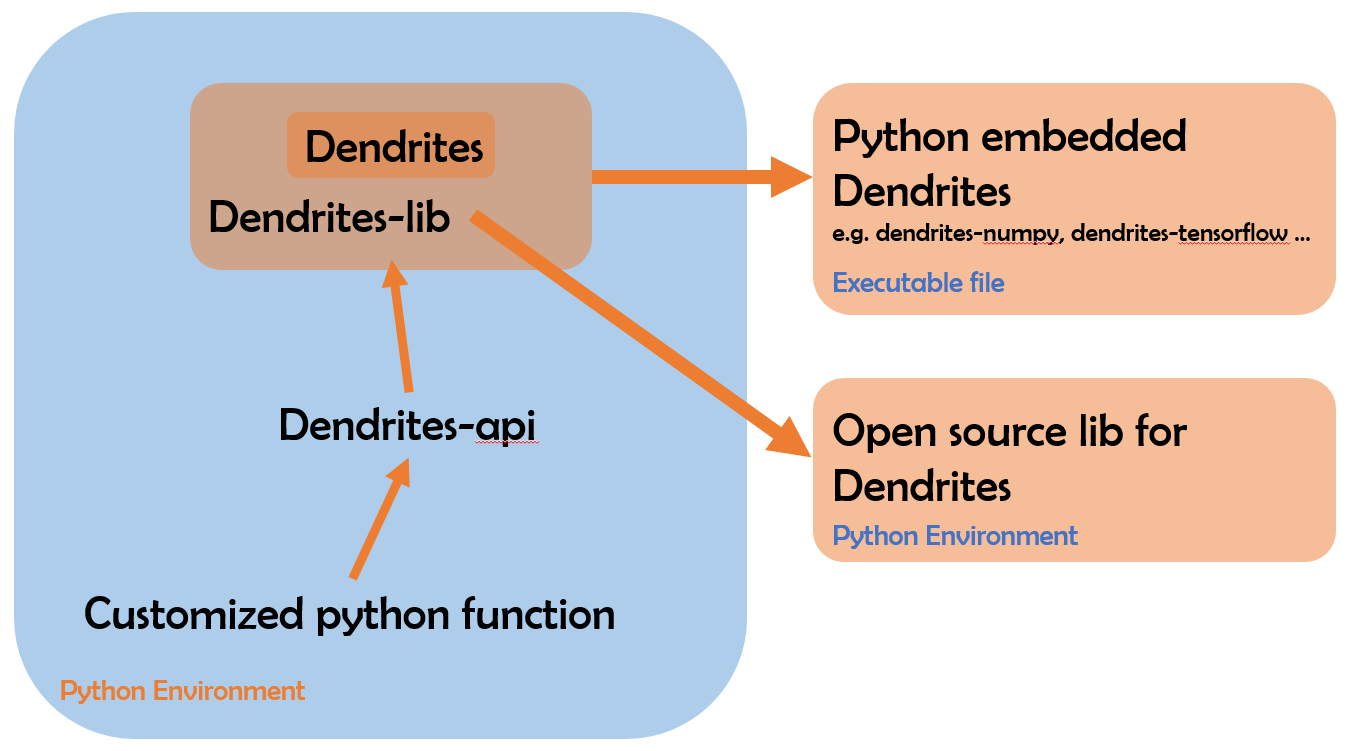 Dendrites
Dendrites-lib
Dendrites-api
Customized python function
Python Environment
Python embedded
Dendrites
e.g. dendrites-numpy, dendrites-tensorflow ...
Executable file
Open source lib for
Dendrites
Python Environment